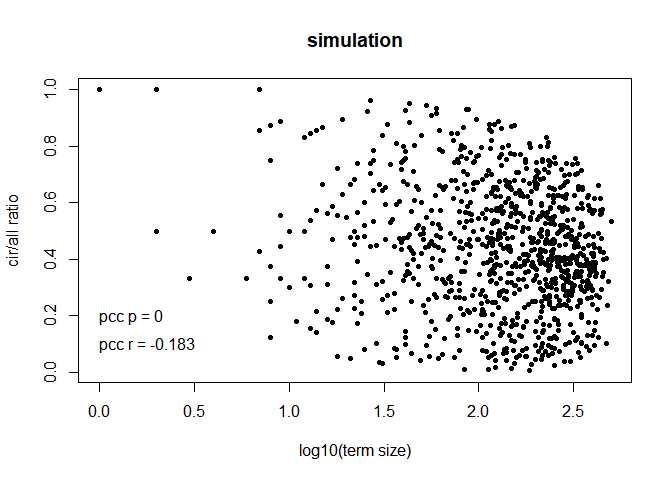 simulation
cir/all ratio
1.0
0.8
0.6
0.4
0.2
0.0
pcc p = 0
pcc r = -0.183
0.0 0.5 1.0 1.5 2.0 2.5
log10(term size)